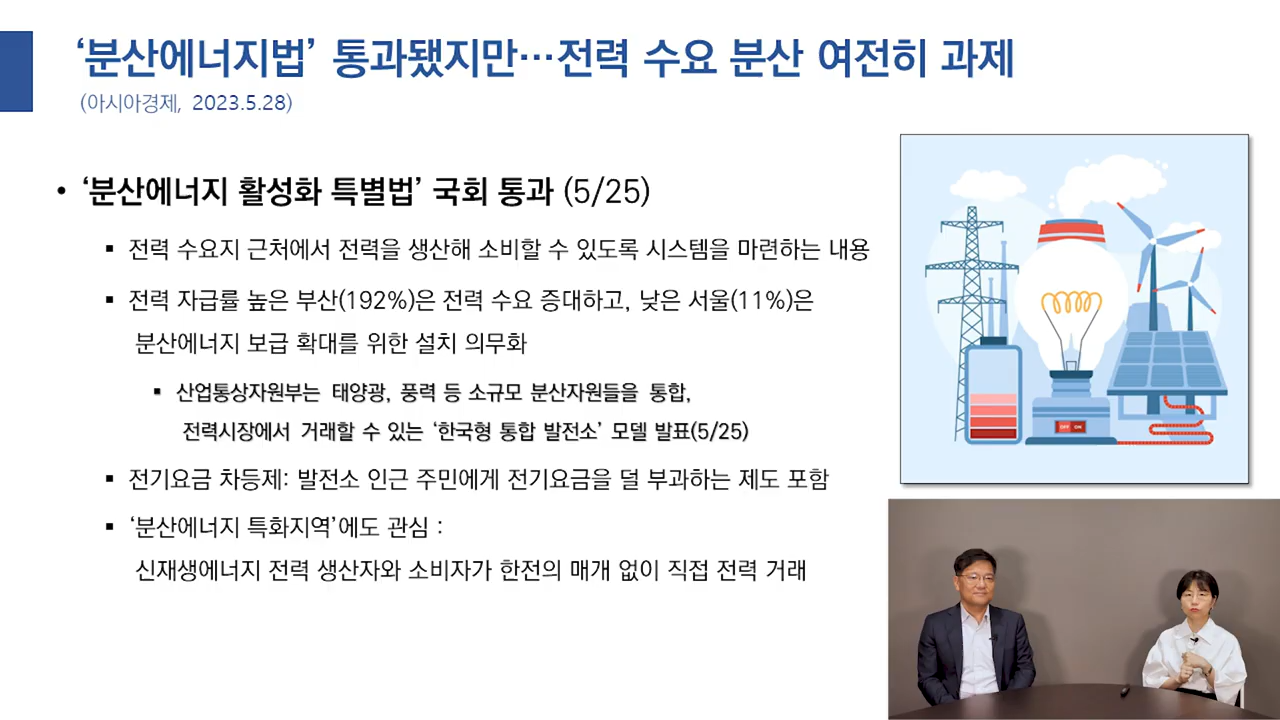 ‘분산에너지법’ 통과됐지만…전력 수요 분산 여전히 과제
(아시아경제, 2023.5.28)
• ‘분산에너지 활성화 특별법’ 국회 통과 (5/25)
▪ 전력 수요지 근처에서 전력을 생산해 소비할 수 있도록 시스템을 마련하는 내용
▪ 전력 자급률 높은 부산(192%)은 전력 수요 증대하고, 낮은 서울(11%)은
분산에너지 보급 확대를 위한 설치 의무화
▪ 산업통상자원부는 태양광, 풍력 등 소규모 분산자원들을 통합,
전력시장에서 거래할 수 있는 ‘한국형 통합 발전소’ 모델 발표(5/25)
▪ 전기요금 차등제: 발전소 인근 주민에게 전기요금을 덜 부과하는 제도 포함
▪ ‘분산에너지 특화지역’에도 관심 :
신재생에너지 전력 생산자와 소비자가 한전의 매개 없이 직접 전력 거래
OFF ON